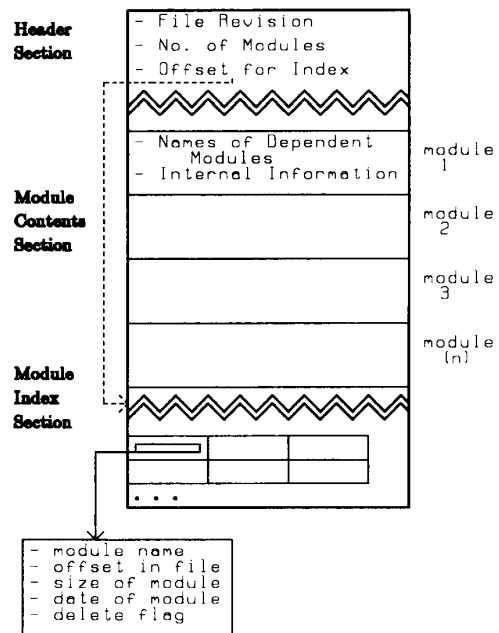 Header
Section
- File Revision
- No. of Modules
- Offset for Index
- Names of Dependent
Modules
- Internal Information
module
1
Module
Contents
Section
module
2
module
3
module
(n)
Module
Index
Section
. . .
- module name
- offset in file
- size of module
- date of module
- delete flag